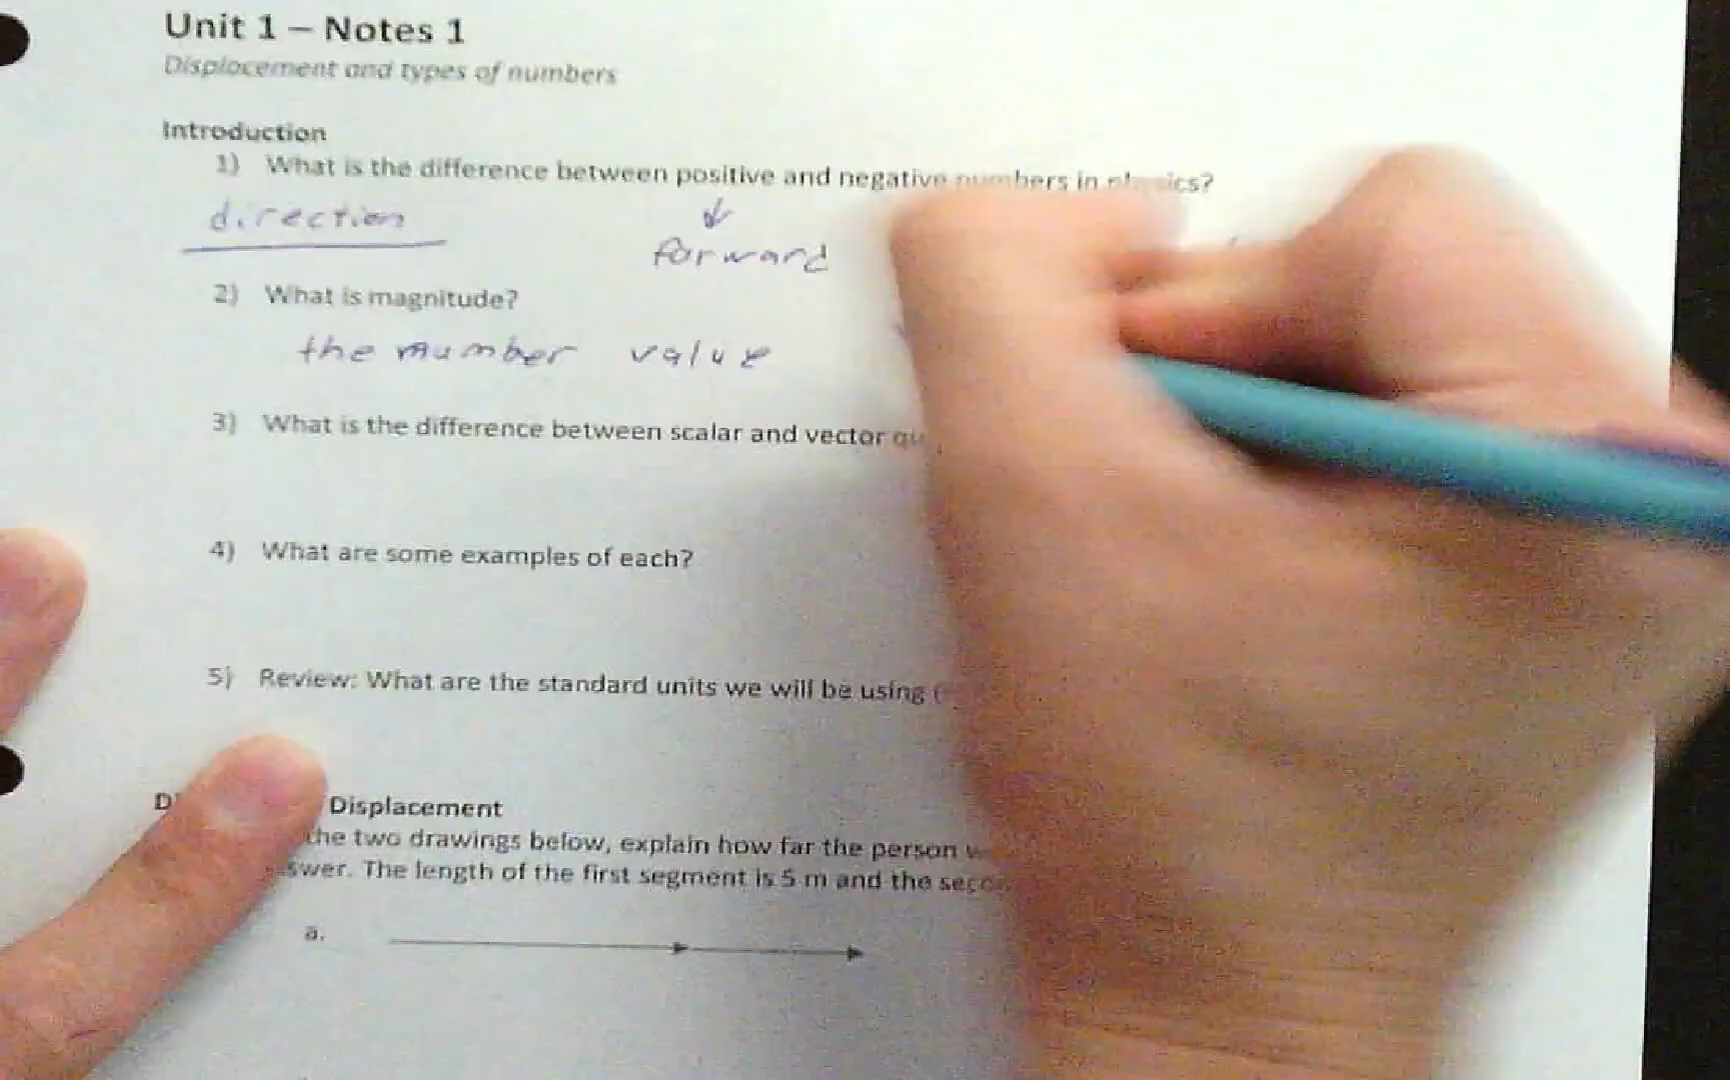 Unit 1 – Notes 1
Displacement and types of numbers
Introduction
1) What is the difference between positive and negative numbers in physics?
direction
forward
2) What is magnitude?
the number value
3) What is the difference between scalar and vector
4) What are some examples of each?
5) Review: What are the standard units we will be using
Displacement
the two drawings below, explain how far the person
The length of the first segment is 5 m and the
a.